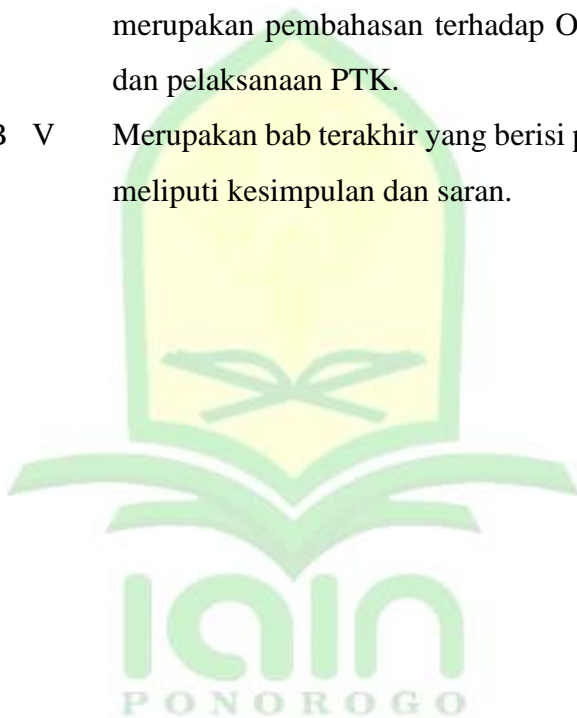 merupakan pembahasan terhadap O
dan pelaksanaan PTK.
B V Merupakan bab terakhir yang berisi
meliputi kesimpulan dan saran.
iain
PONOROGO